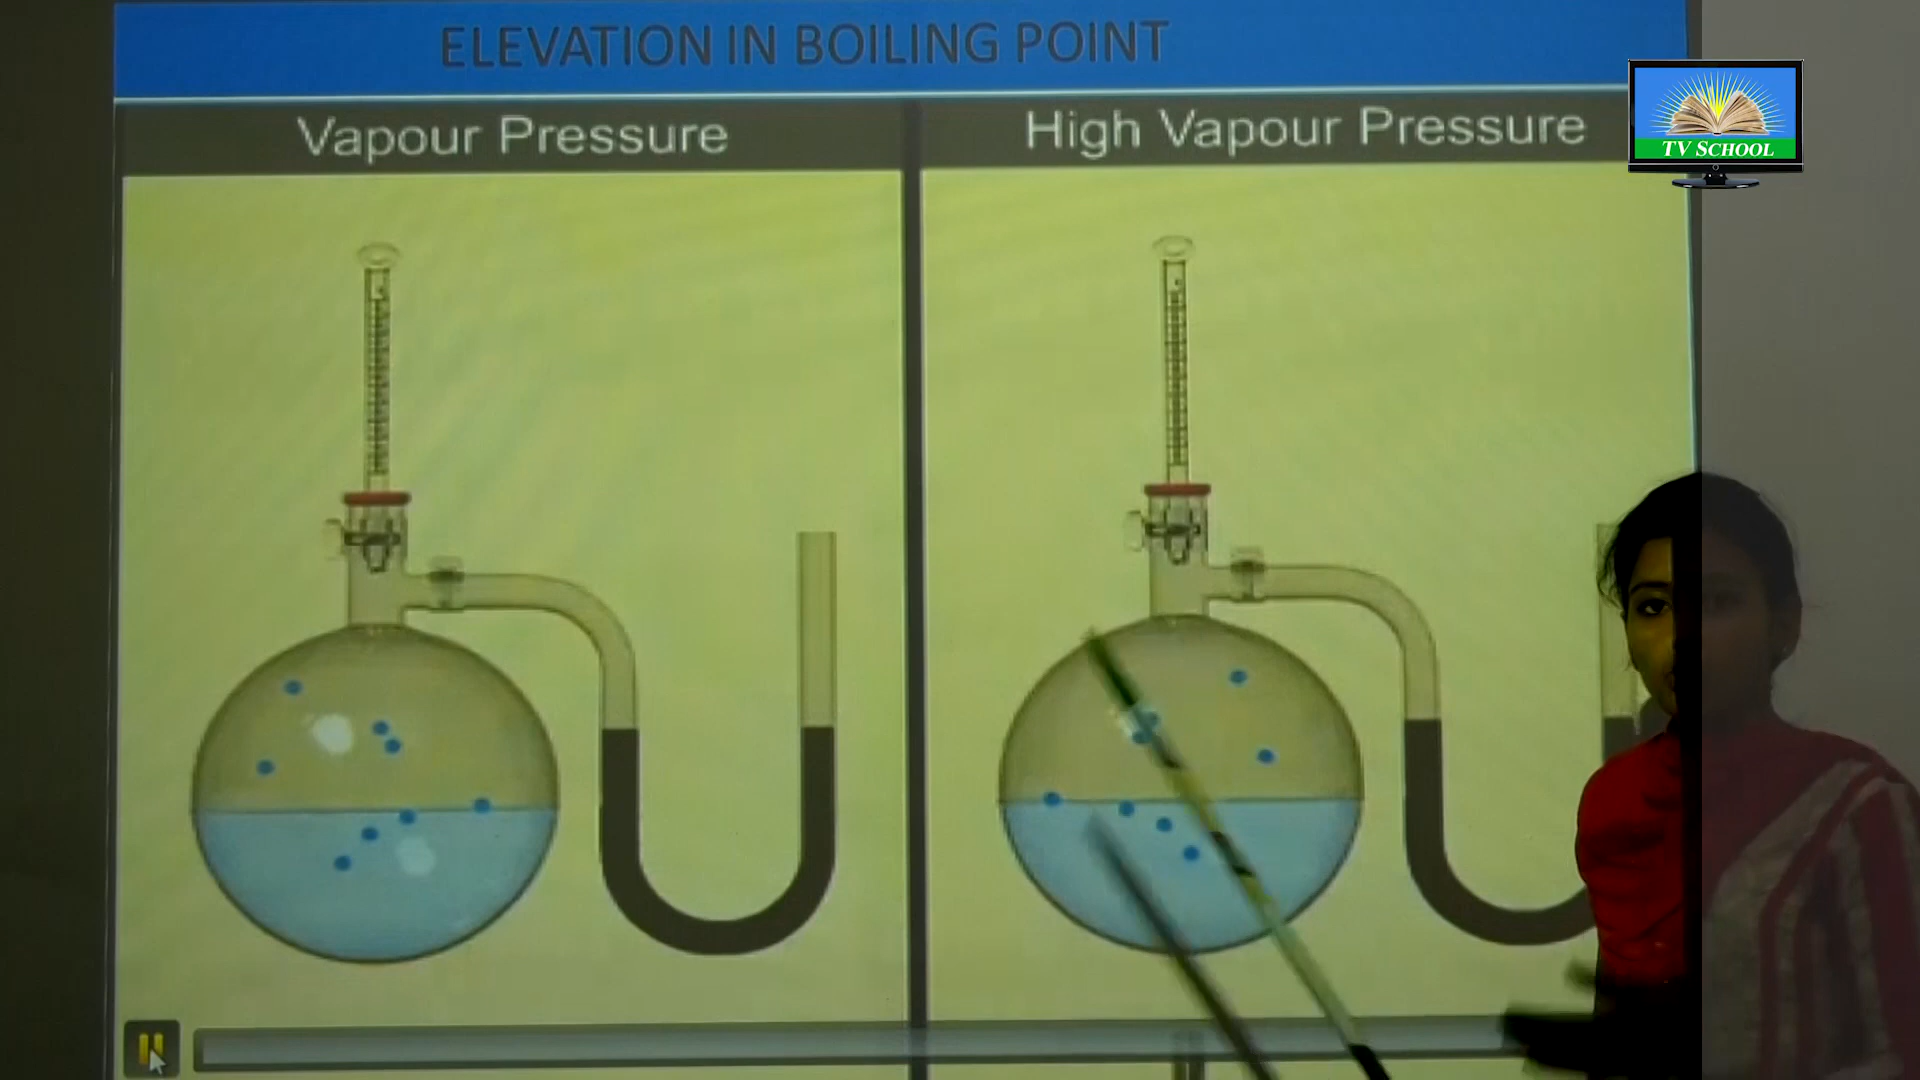 ELEVATION IN BOILING POINT
Vapour Pressure
High Vapour Pressure
TV SCHOOL